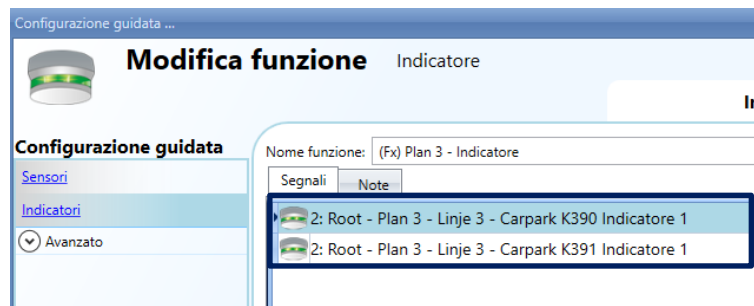 Configurazione guidata ...
Modifica funzione Indicatore
Configurazione guidata
Nome funzione: (Fx) Plan 3 - Indicatore
Sensori
Segnali Note
Indicatori
2: Root - Plan 3 - Linje 3 - Carpark K390 Indicatore 1
Avanzato
2: Root - Plan 3 - Linje 3 - Carpark K391 Indicatore 1